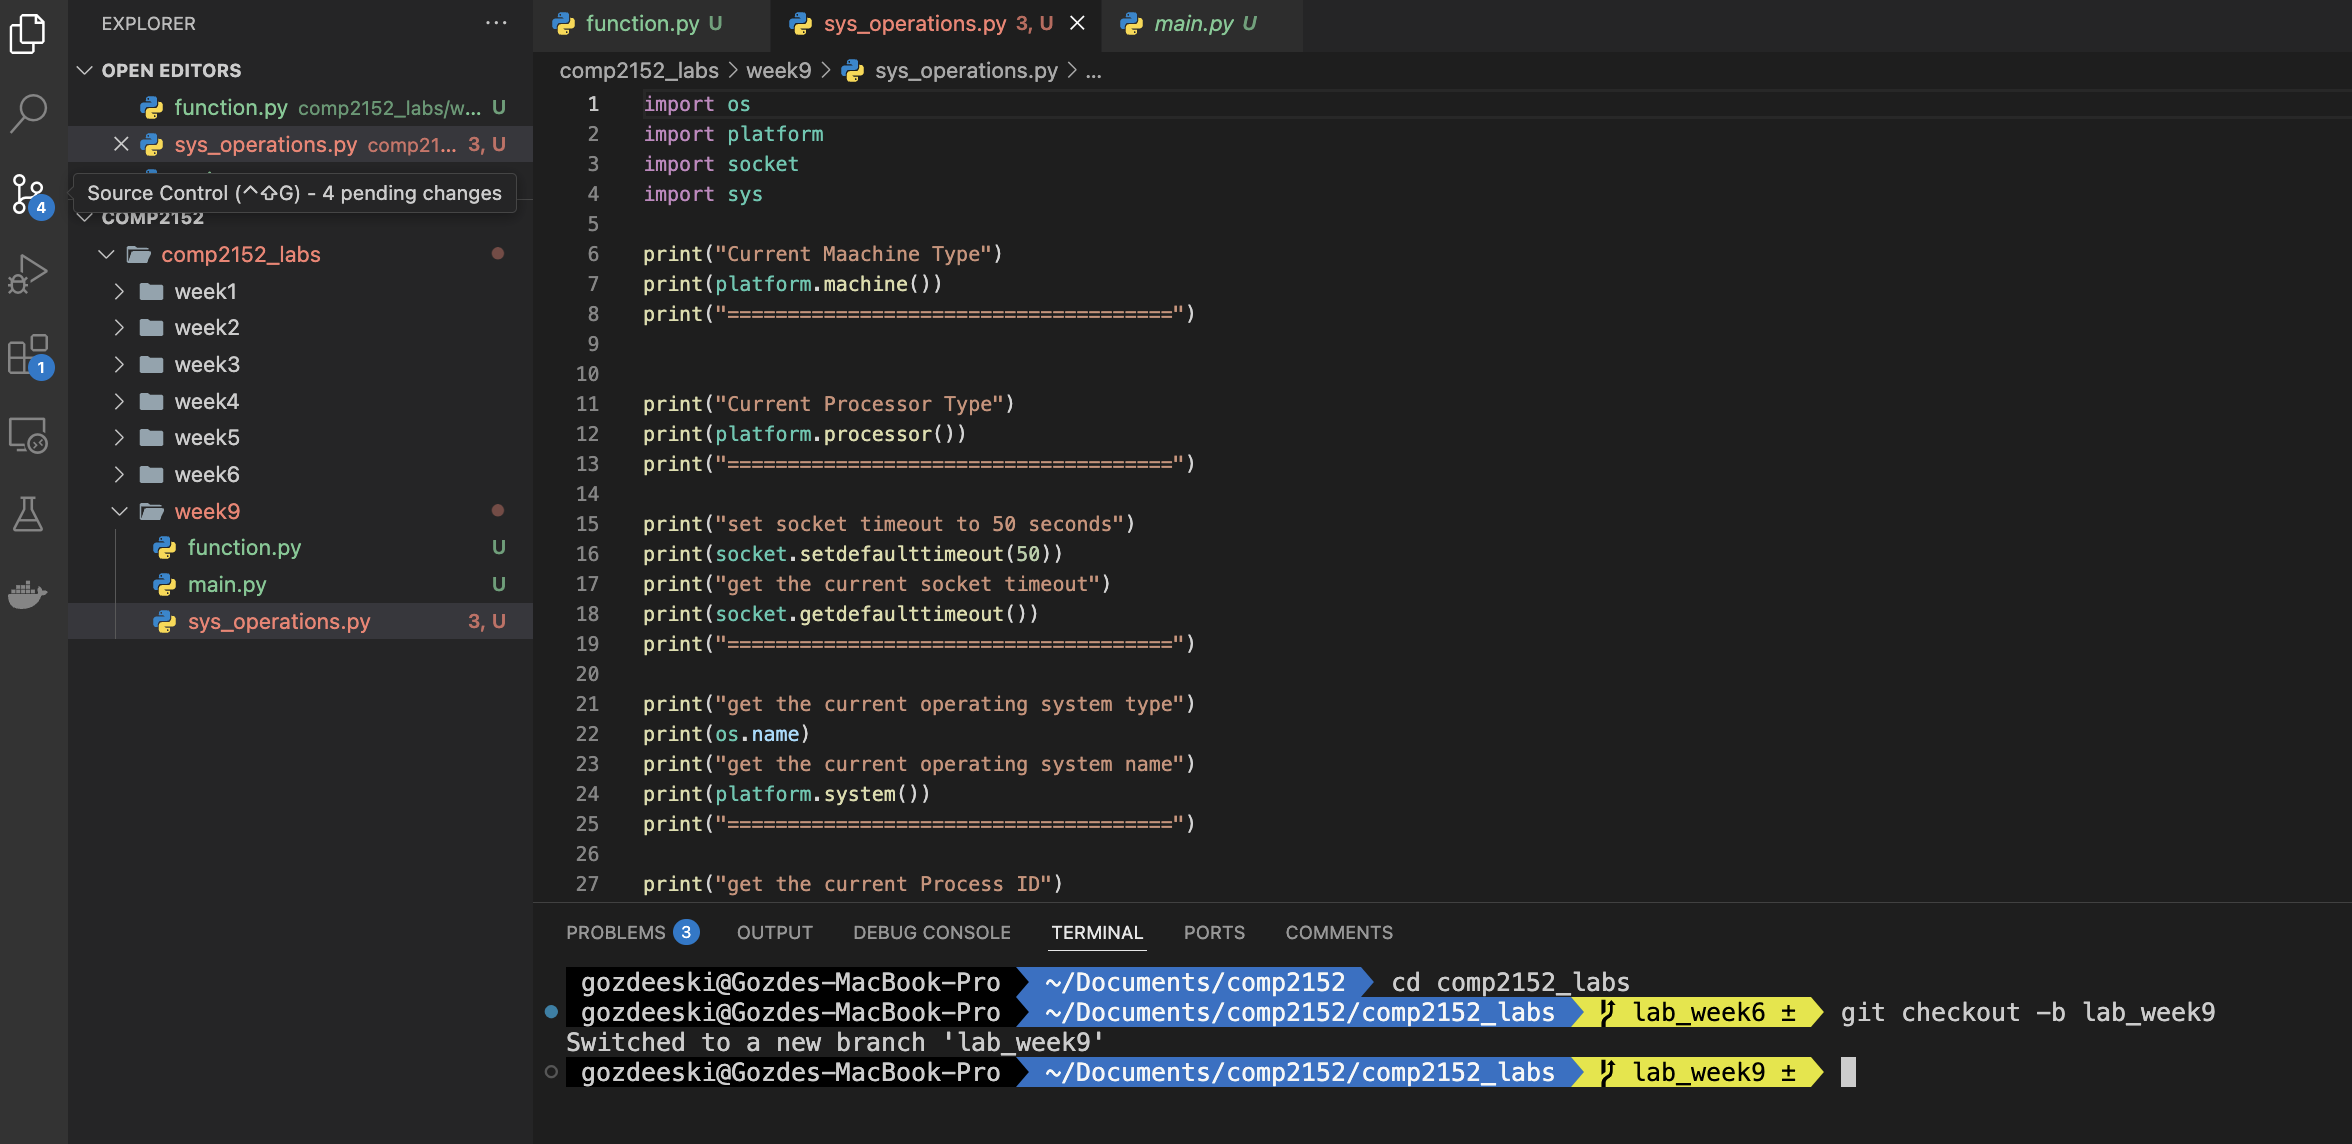 EXPLORER
OPEN EDITORS
function.py comp2152_labs/w... U
sys_operations.py comp21... 3, U
Source Control (^⇧G) - 4 pending changes
4
COMP2152
comp2152_labs
week1
week2
week3
1
week4
week5
week6
week9
function.py U
main.py U
sys_operations.py 3, U
function.py U
sys_operations.py 3, U
main.py U
comp2152_labs > week9 > sys_operations.py > ...
1 import os
2 import platform
3 import socket
4 import sys
5
6 print("Current Maachine Type")
7 print(platform.machine())
8 print("=====================================")
9
10
11 print("Current Processor Type")
12 print(platform.processor())
13 print("=====================================")
14
15 print("set socket timeout to 50 seconds")
16 print(socket.setdefaulttimeout(50))
17 print("get the current socket timeout")
18 print(socket.getdefaulttimeout())
19 print("=====================================")
20
21 print("get the current operating system type")
22 print(os.name)
23 print("get the current operating system name")
24 print(platform.system())
25 print("=====================================")
26
27 print("get the current Process ID")
PROBLEMS 3 OUTPUT DEBUG CONSOLE TERMINAL PORTS COMMENTS
gozdeeski@Gozdes-MacBook-Pro ~/Documents/comp2152 cd comp2152_labs
gozdeeski@Gozdes-MacBook-Pro ~/Documents/comp2152/comp2152_labs lab_week6 ± git checkout -b lab_week9
Switched to a new branch 'lab_week9'
gozdeeski@Gozdes-MacBook-Pro ~/Documents/comp2152/comp2152_labs lab_week9 ±